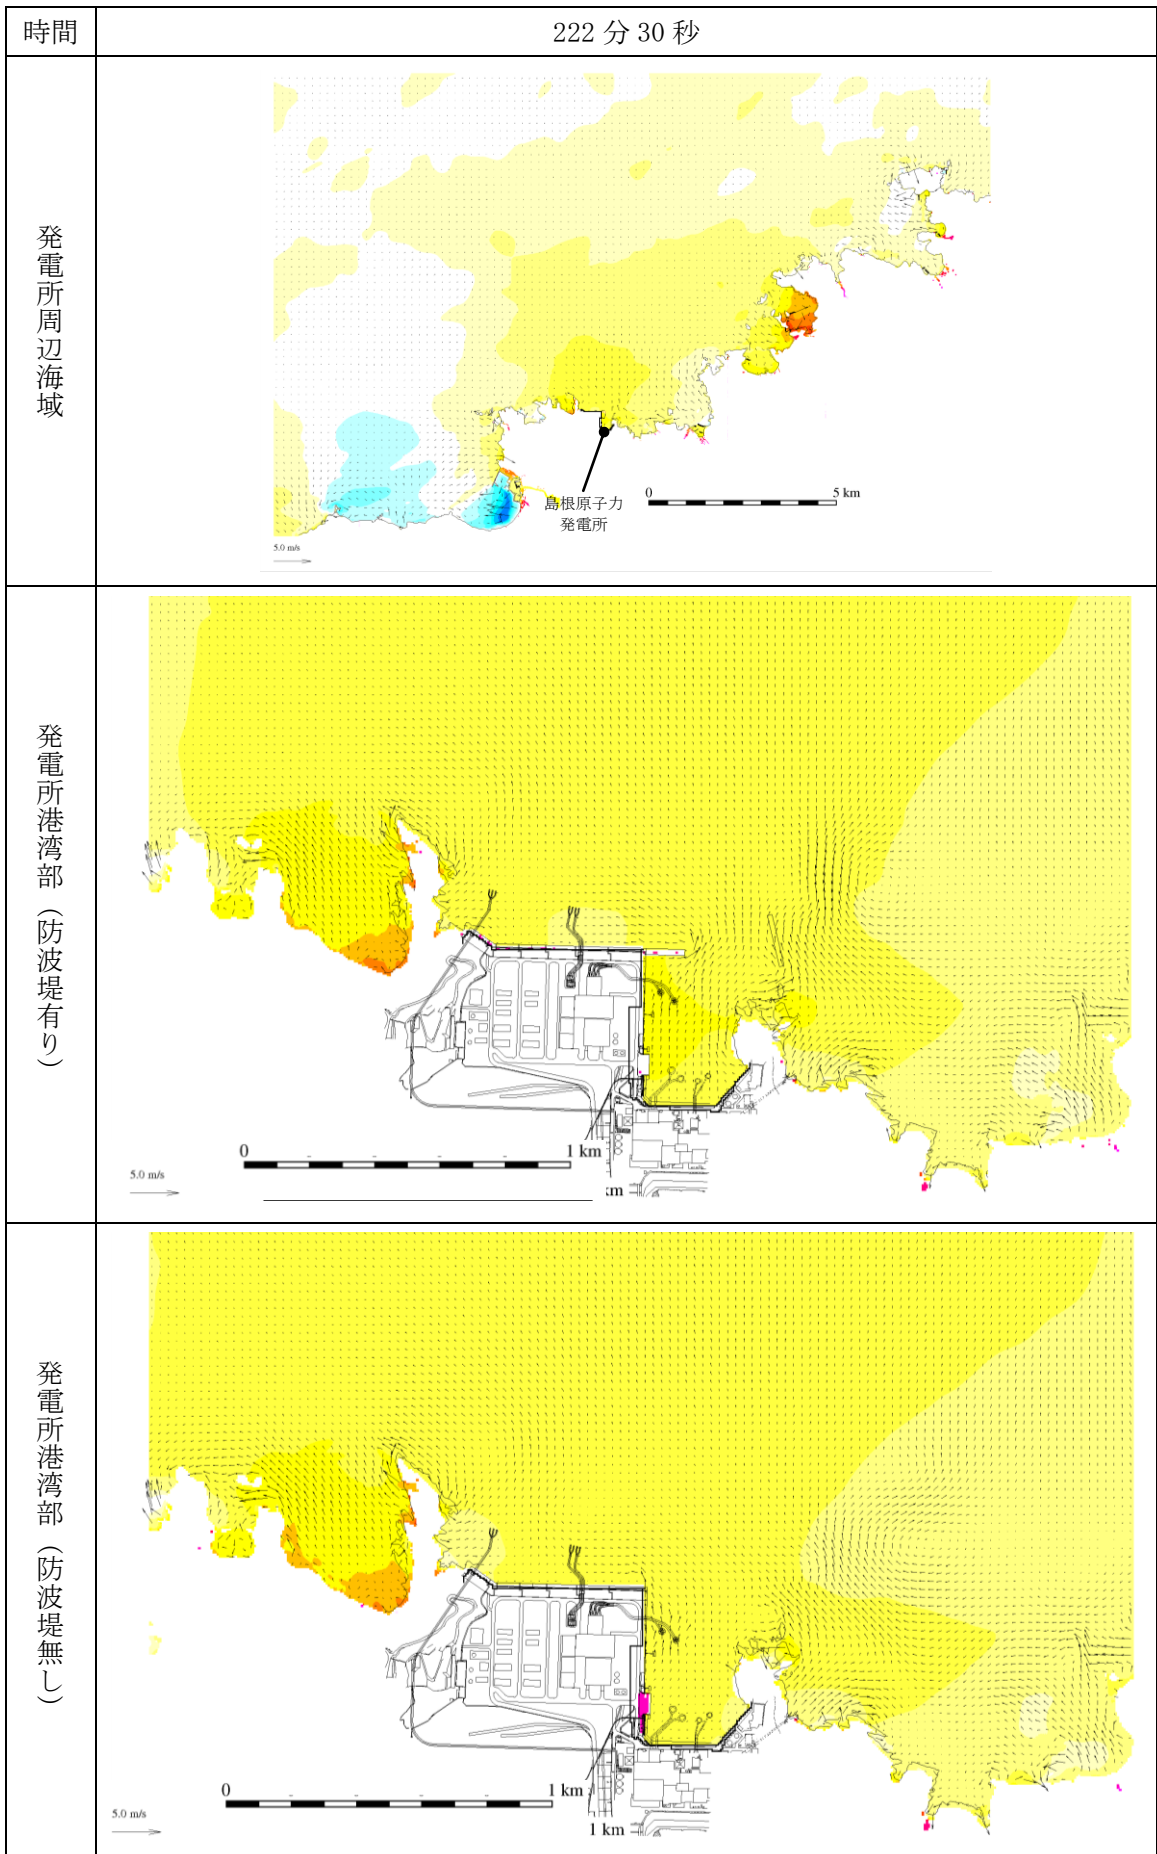 時間
222 分 30 秒
発電所周辺海域
島根原子力
発電所
0
5 km
5.0 m/s
発電所港湾部（防波堤有り）
0
1 km
5.0 m/s
km
発電所港湾部（防波堤無し）
0
1 km
5.0 m/s
1 km